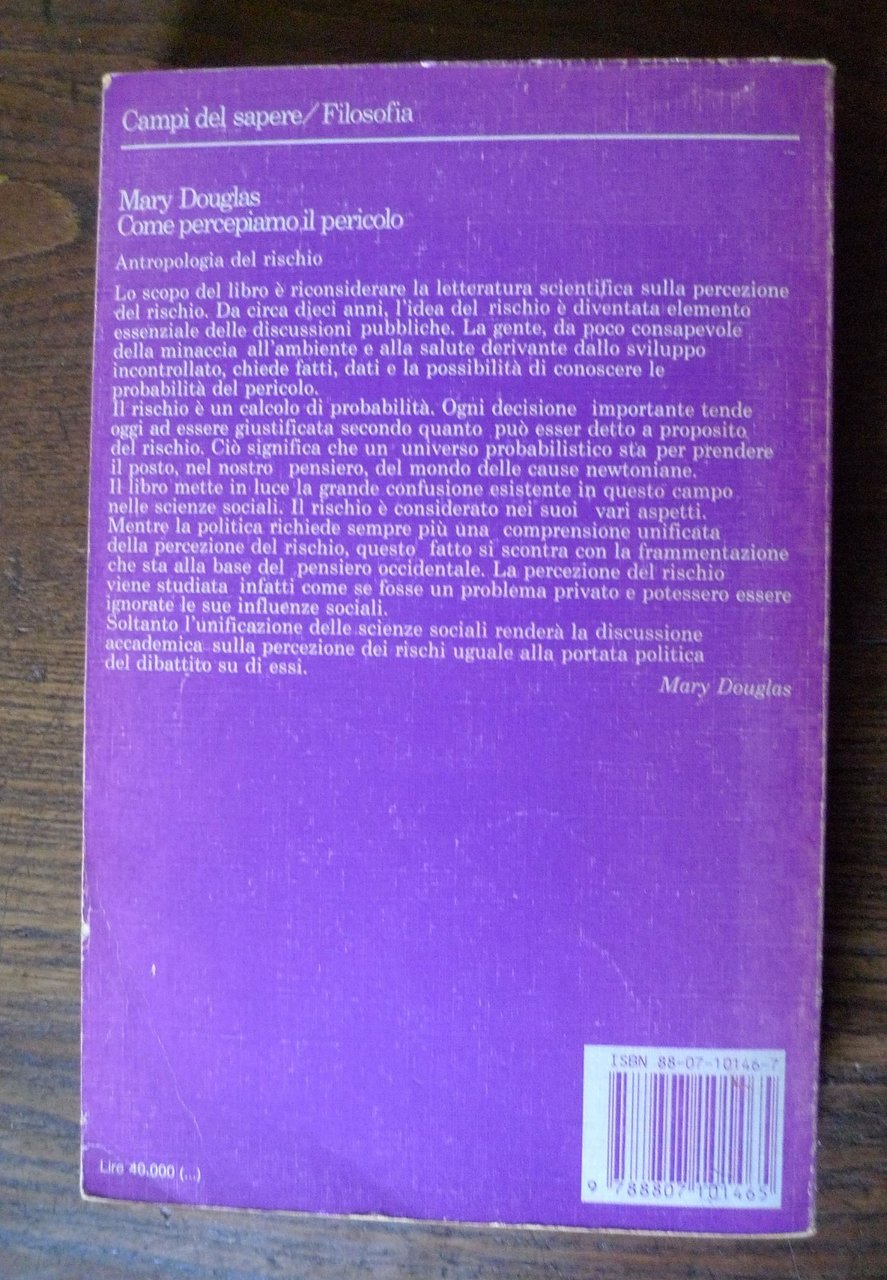 Campi del sapere/Filosofia
Mary Douglas
Come percepiamo il pericolo
Antropologia del rischio
Lo scopo del libro è riconsiderare la letteratura scientifica sulla percezione
del rischio. Da circa dieci anni, l'idea del rischio è diventata elemento
essenziale delle discussioni pubbliche. La gente, da poco consapevole
della minaccia all'ambiente e alla salute derivante dallo sviluppo
incontrollato, chiede fatti, dati e la possibilità di conoscere le
probabilità del pericolo.
Il rischio è un calcolo di probabilità. Ogni decisione importante tende
oggi ad essere giustificata secondo quanto può esser detto a proposito
del rischio. Ciò significa che un universo probabilistico sta per prendere
il posto, nel nostro pensiero, del mondo delle cause newtoniane.
Il libro mette in luce la grande confusione esistente in questo campo
nelle scienze sociali. Il rischio è considerato nei suoi vari aspetti.
Mentre la politica richiede sempre più una comprensione unificata
della percezione del rischio, questo fatto si scontra con la frammentazione
che sta alla base del pensiero occidentale. La percezione del rischio
viene studiata infatti come se fosse un problema privato e potessero essere
ignorate le sue influenze sociali.
Soltanto l'unificazione delle scienze sociali renderà la discussione
accademica sulla percezione dei rischi uguale alla portata politica
del dibattito su di essi.
Mary Douglas
ISBN 88-07-10146-7
9 788807 101465
Lire 40.000 (...)